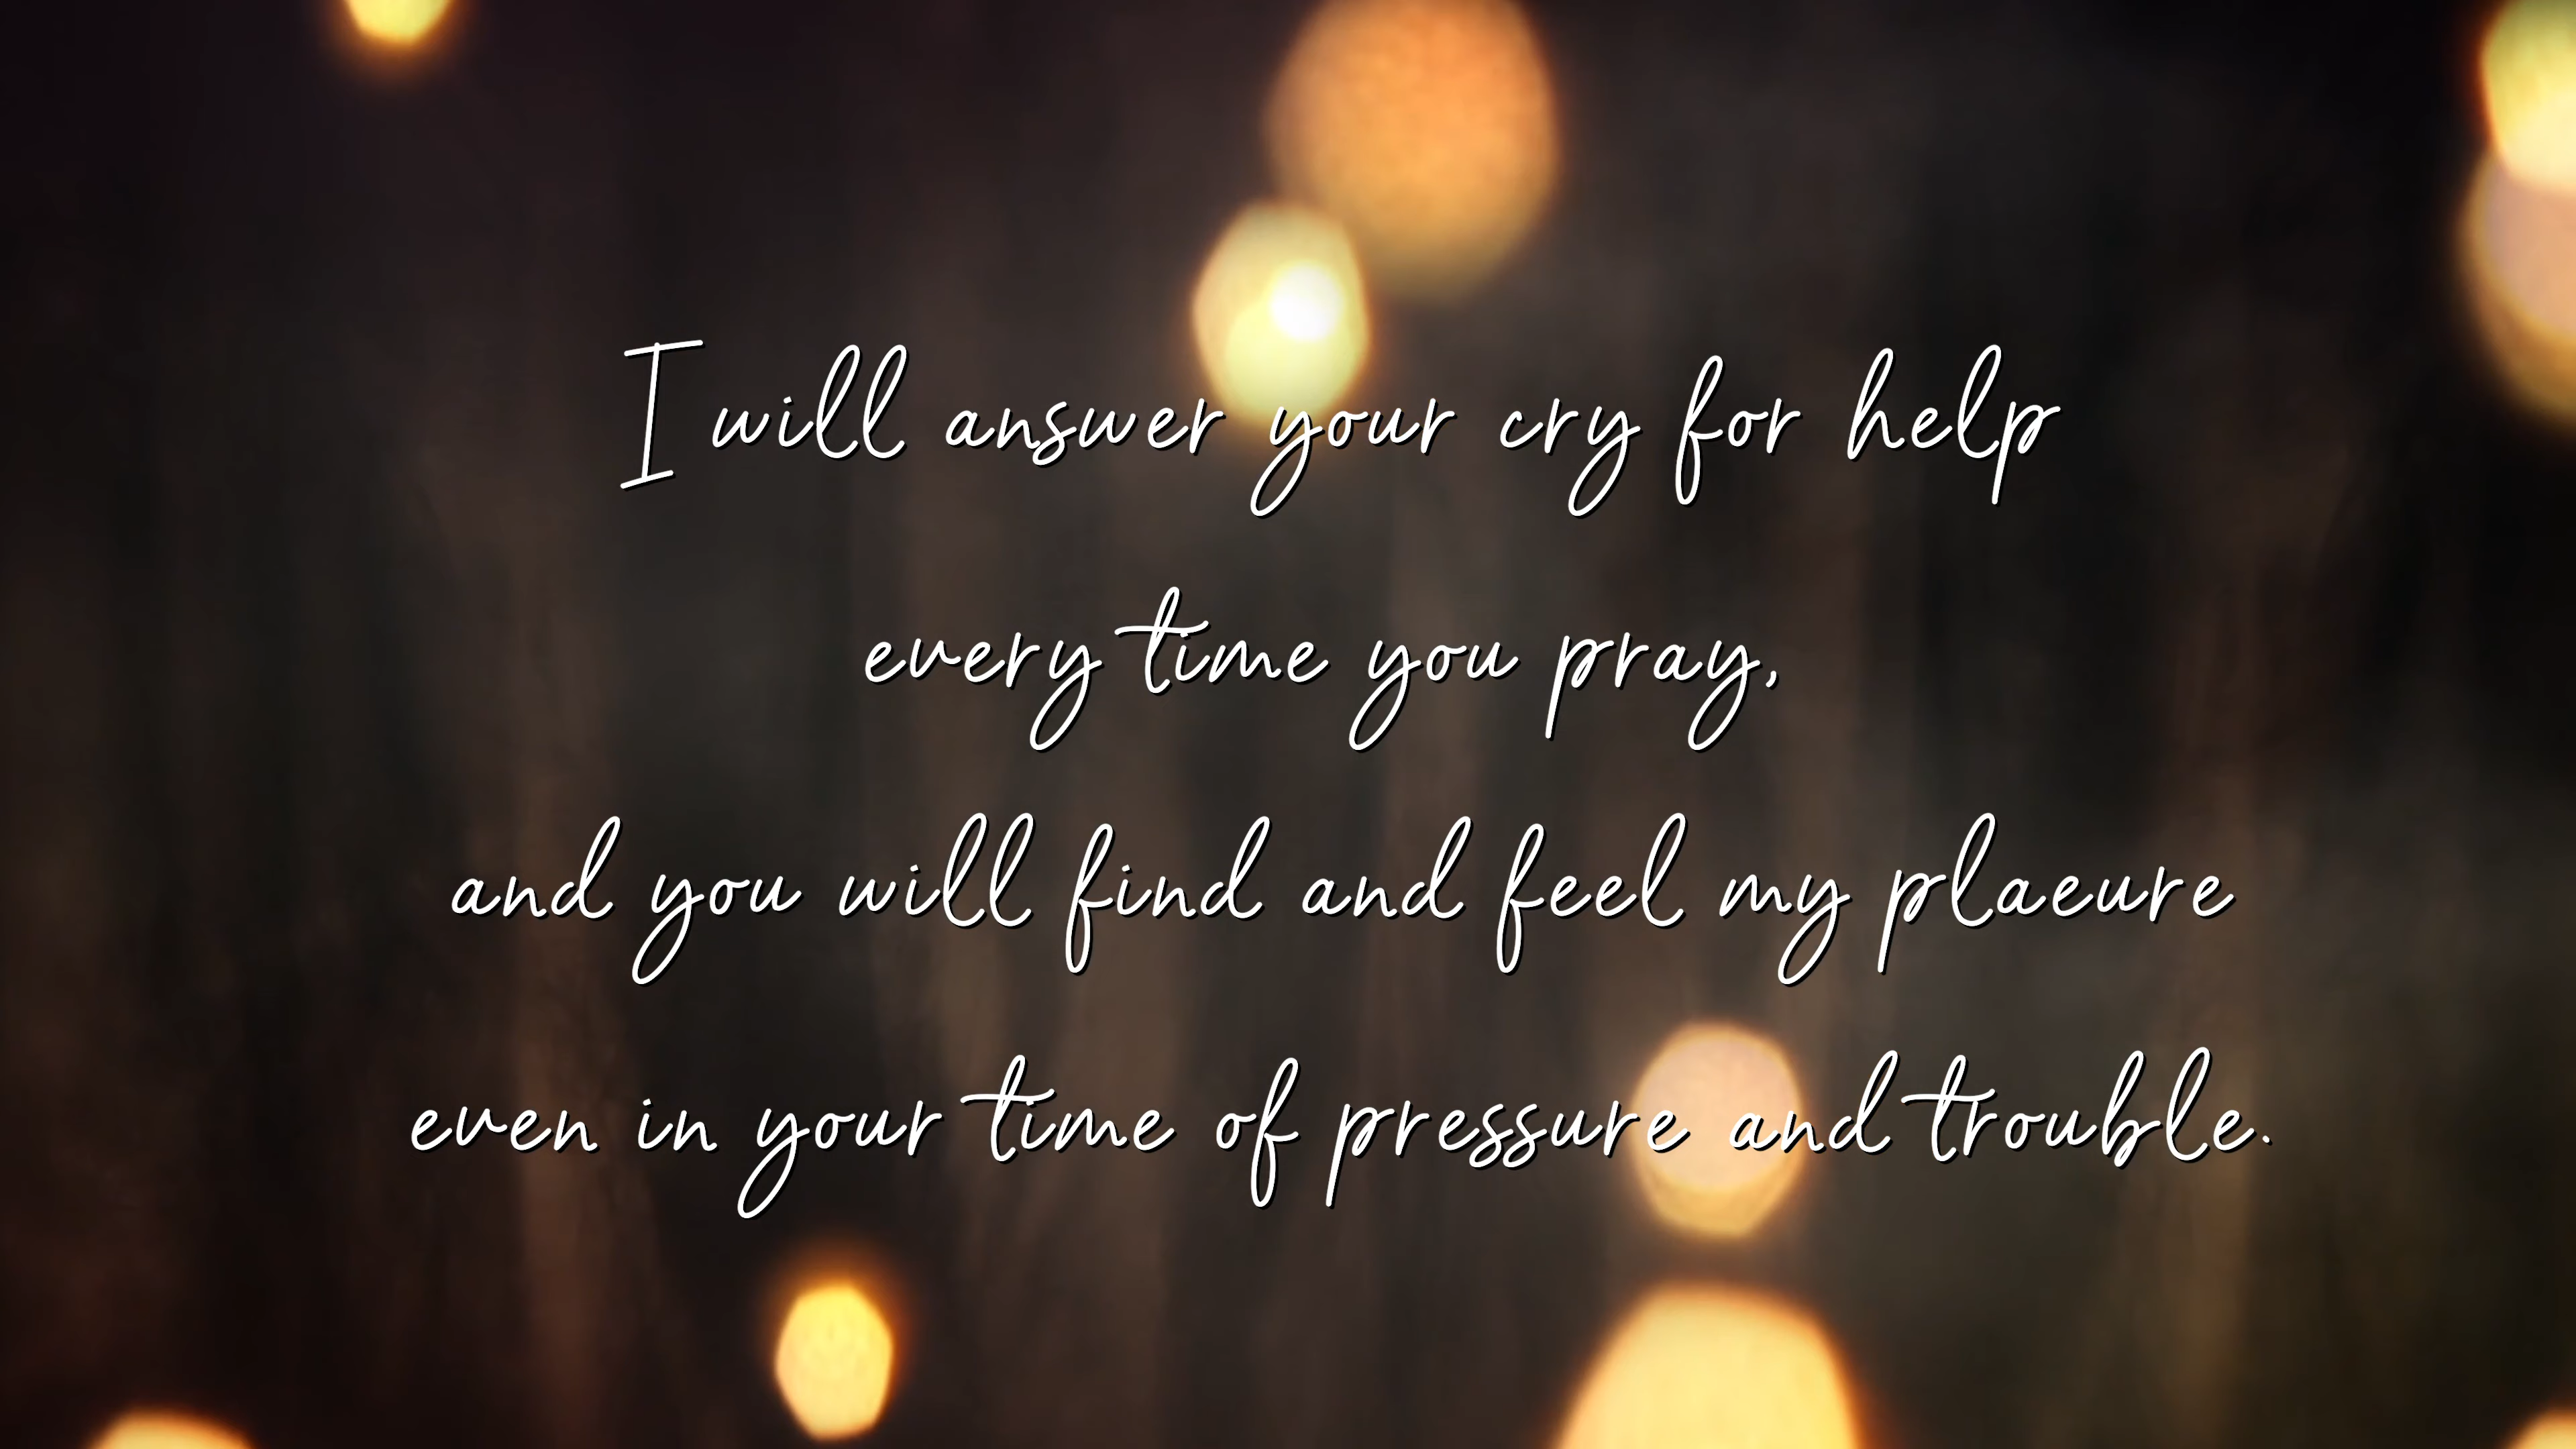 I will answer your cry for help
every time you pray,
and you will find and feel my plaeure
even in your time of pressure and trouble.